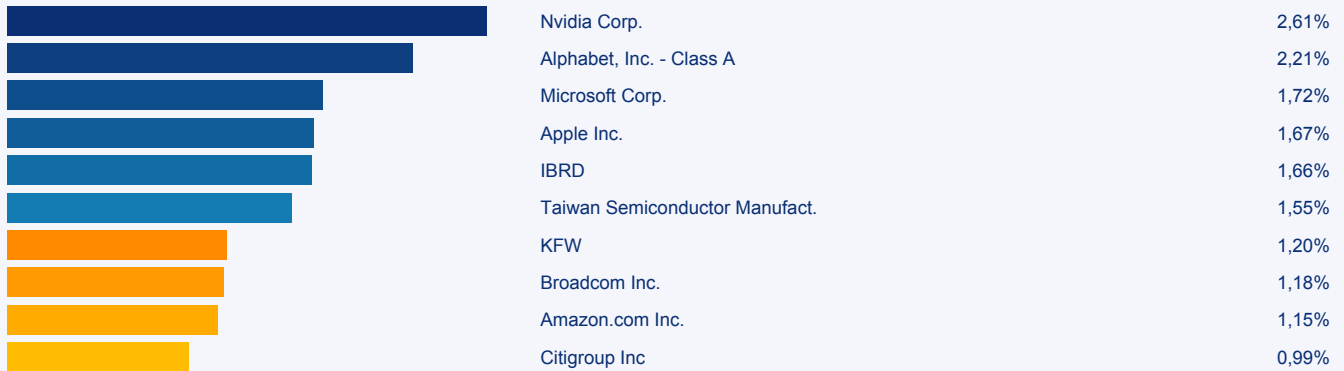 Nvidia Corp. 2,61%
Alphabet, Inc. - Class A 2,21%
Microsoft Corp. 1,72%
Apple Inc. 1,67%
IBRD 1,66%
Taiwan Semiconductor Manufact. 1,55%
KFW 1,20%
Broadcom Inc. 1,18%
Amazon.com Inc. 1,15%
Citigroup Inc 0,99%